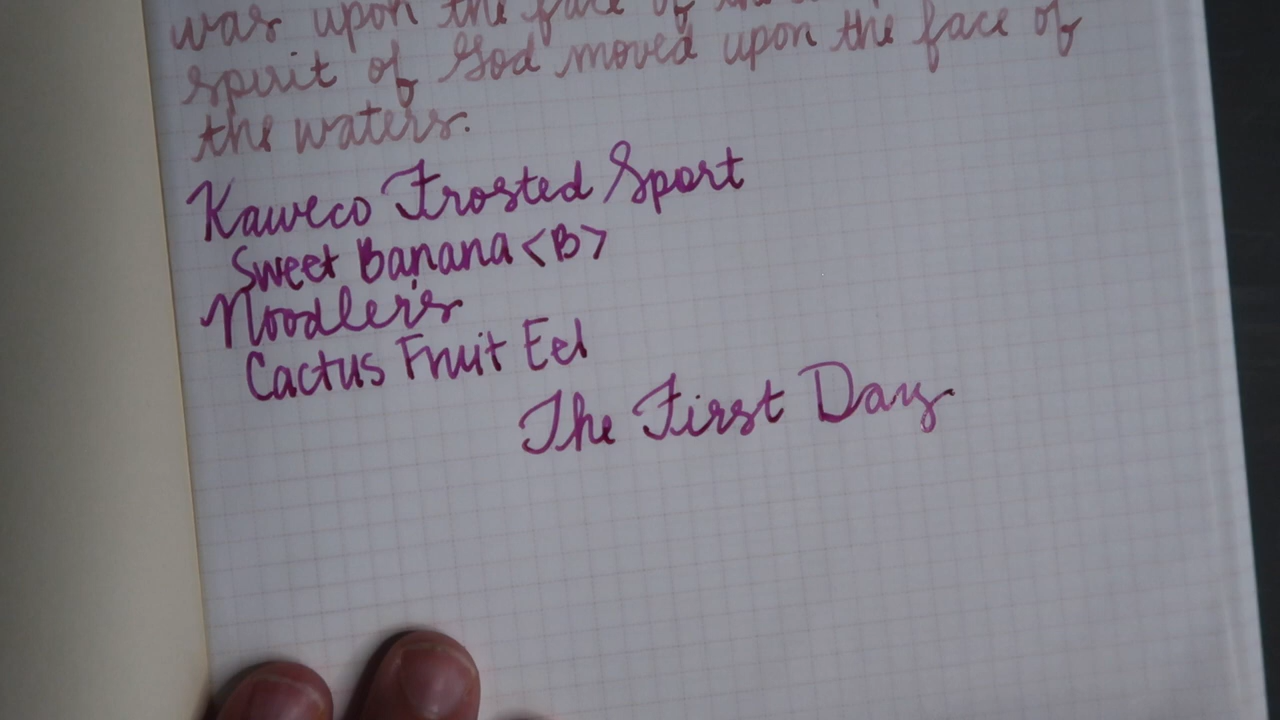 was upon the face of the
spirit of God moved upon the face of
the waters.
Kaweco Frosted Sport
Sweet Banana <B>
Noodler's
Cactus Fruit Eel
The First Day